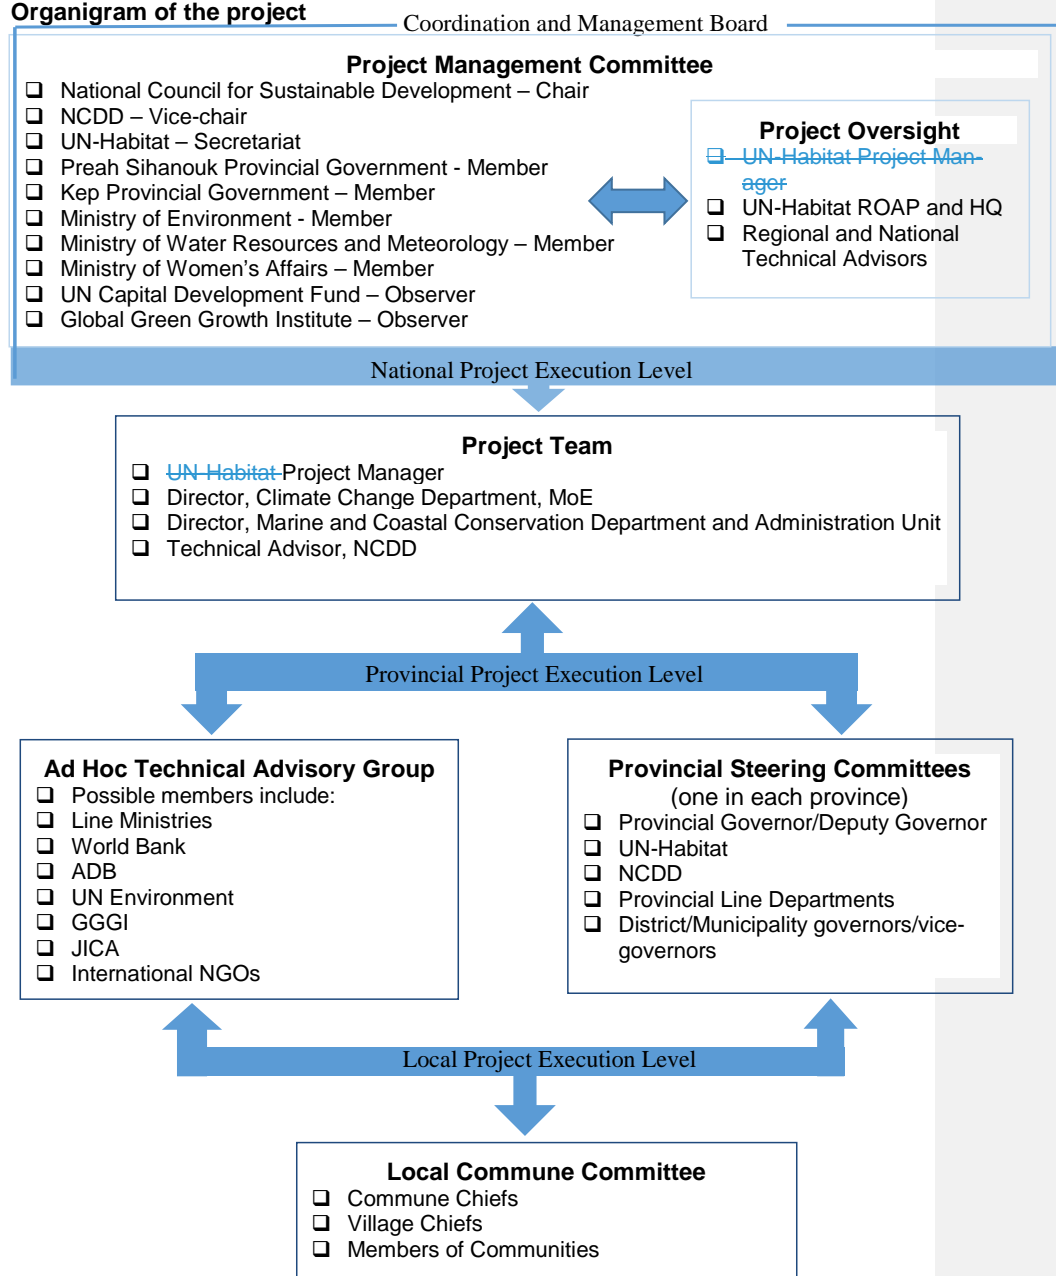 Organigram of the project
Coordination and Management Board
Project Management Committee
❑ National Council for Sustainable Development – Chair
❑ NCDD – Vice-chair
❑ UN-Habitat – Secretariat
❑ Preah Sihanouk Provincial Government - Member
❑ Kep Provincial Government – Member
❑ Ministry of Environment - Member
❑ Ministry of Water Resources and Meteorology – Member
❑ Ministry of Women's Affairs – Member
❑ UN Capital Development Fund – Observer
❑ Global Green Growth Institute – Observer
Project Oversight
❑ UN-Habitat Project Man-
ager
❑ UN-Habitat ROAP and HQ
❑ Regional and National
Technical Advisors
National Project Execution Level
Project Team
❑ UN-Habitat Project Manager
❑ Director, Climate Change Department, MoE
❑ Director, Marine and Coastal Conservation Department and Administration Unit
❑ Technical Advisor, NCDD
Provincial Project Execution Level
Ad Hoc Technical Advisory Group
❑ Possible members include:
❑ Line Ministries
❑ World Bank
❑ ADB
❑ UN Environment
❑ GGGI
❑ JICA
❑ International NGOs
Provincial Steering Committees
(one in each province)
❑ Provincial Governor/Deputy Governor
❑ UN-Habitat
❑ NCDD
❑ Provincial Line Departments
❑ District/Municipality governors/vice-
governors
Local Project Execution Level
Local Commune Committee
❑ Commune Chiefs
❑ Village Chiefs
❑ Members of Communities